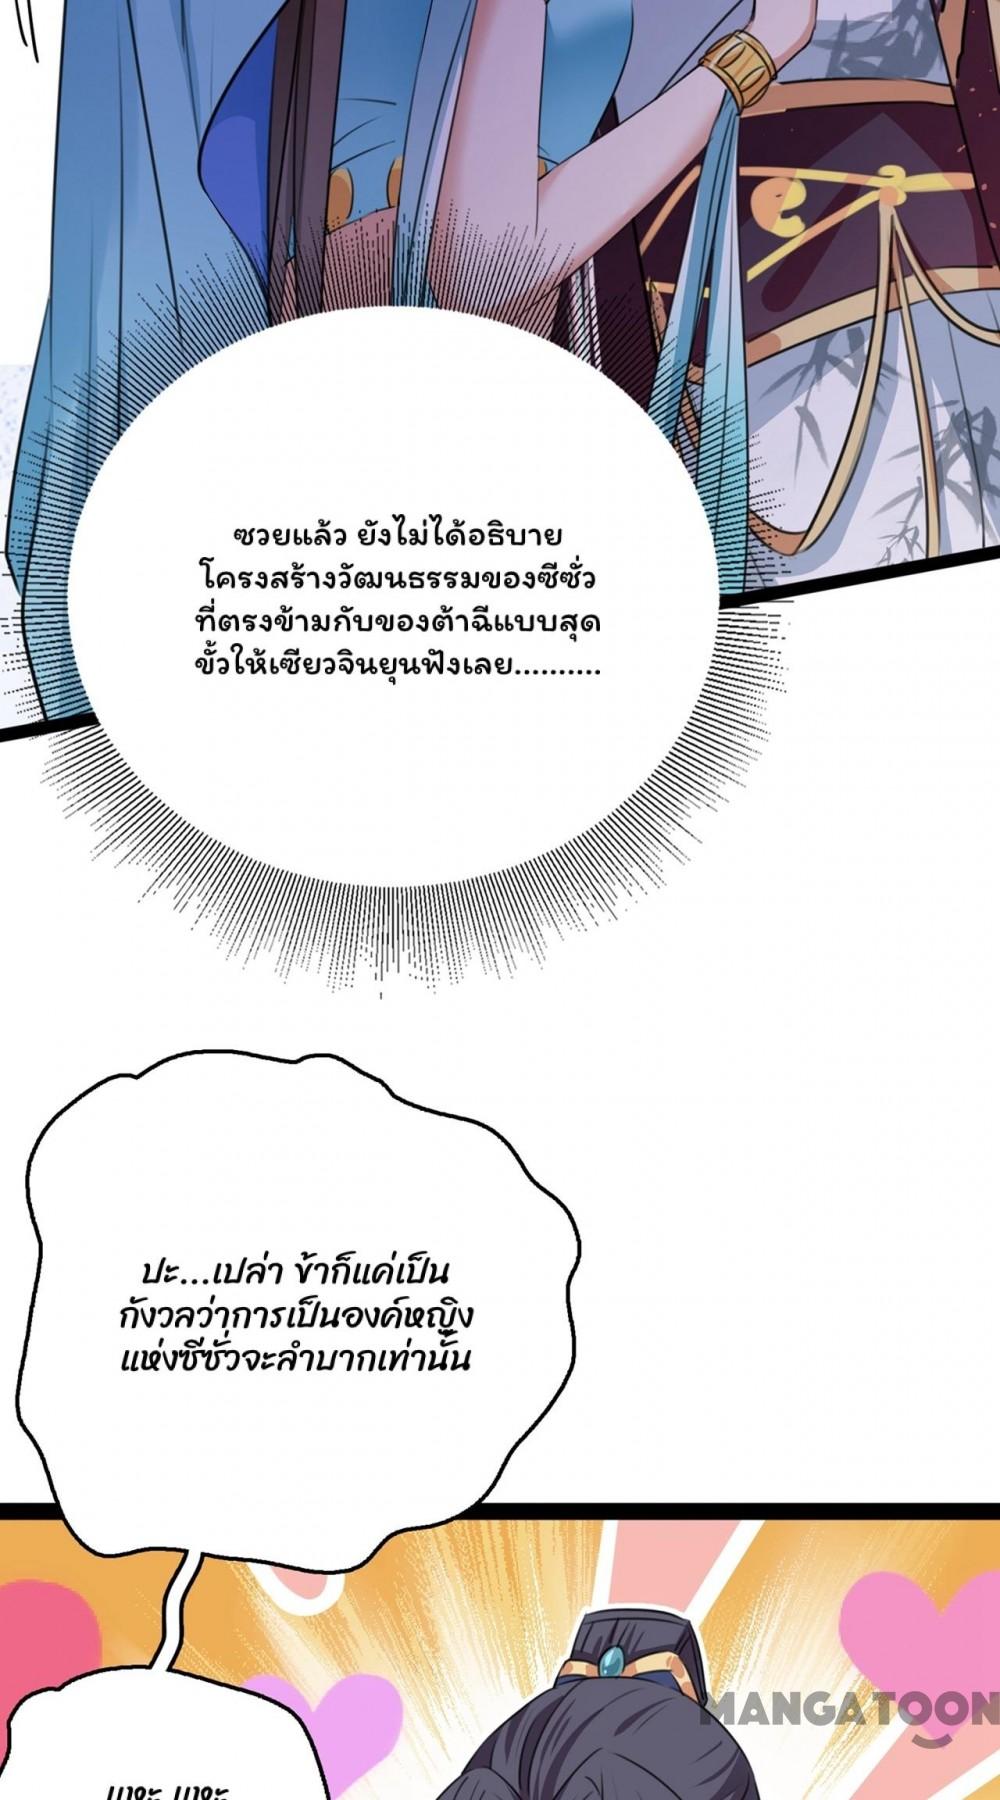 ซวยแล้ว ยังไม่ได้อธิบาย
โครงสร้างวัฒนธรรมของซีซั่ว
ที่ตรงข้ามกับของต้าฉีแบบสุด
ขั้วให้เซียวจินยุนฟังเลย..........
ปะ...เปล่า ข้าก็แค่เป็น
กังวลว่าการเป็นองค์หญิง
แห่งซีซั่วจะลำบากเท่านั้น
MANGATOON